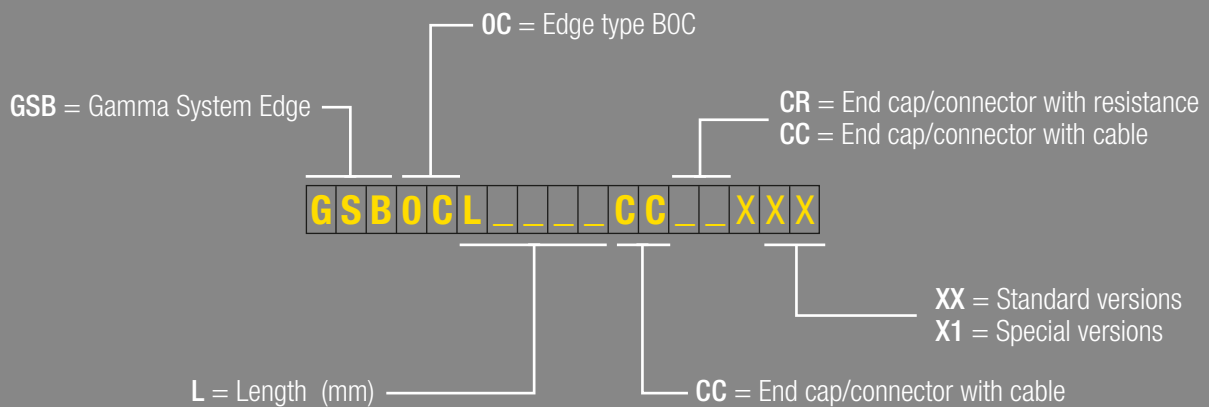 0C = Edge type B0C
GSB = Gamma System Edge
CR = End cap/connector with resistance
CC = End cap/connector with cable
GSB0CL____CC__XXX
XX = Standard versions
X1 = Special versions
L = Length (mm)
CC = End cap/connector with cable